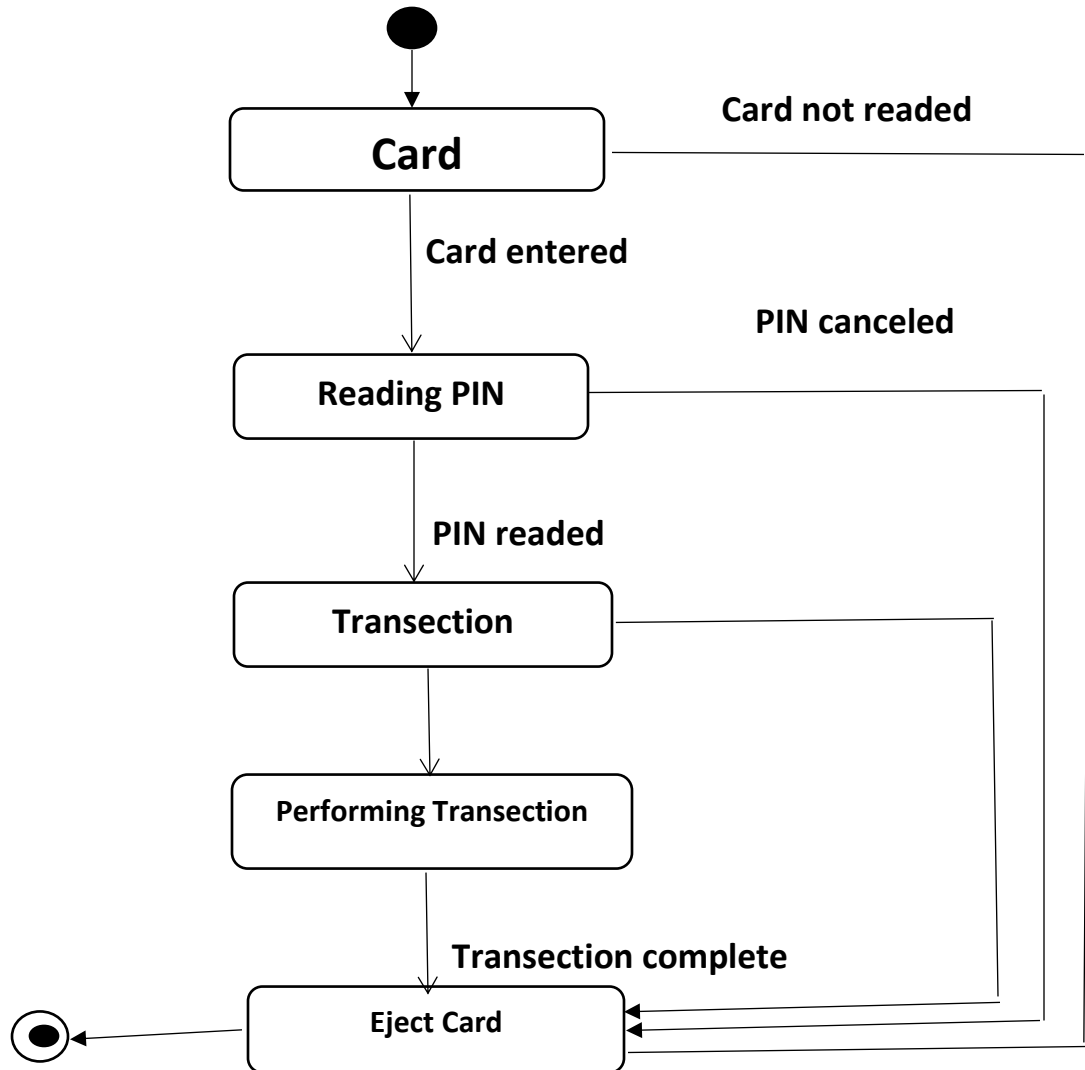 Card not readed
Card
Card entered
PIN canceled
Reading PIN
PIN readed
Transection
Performing Transection
Transection complete
Eject Card